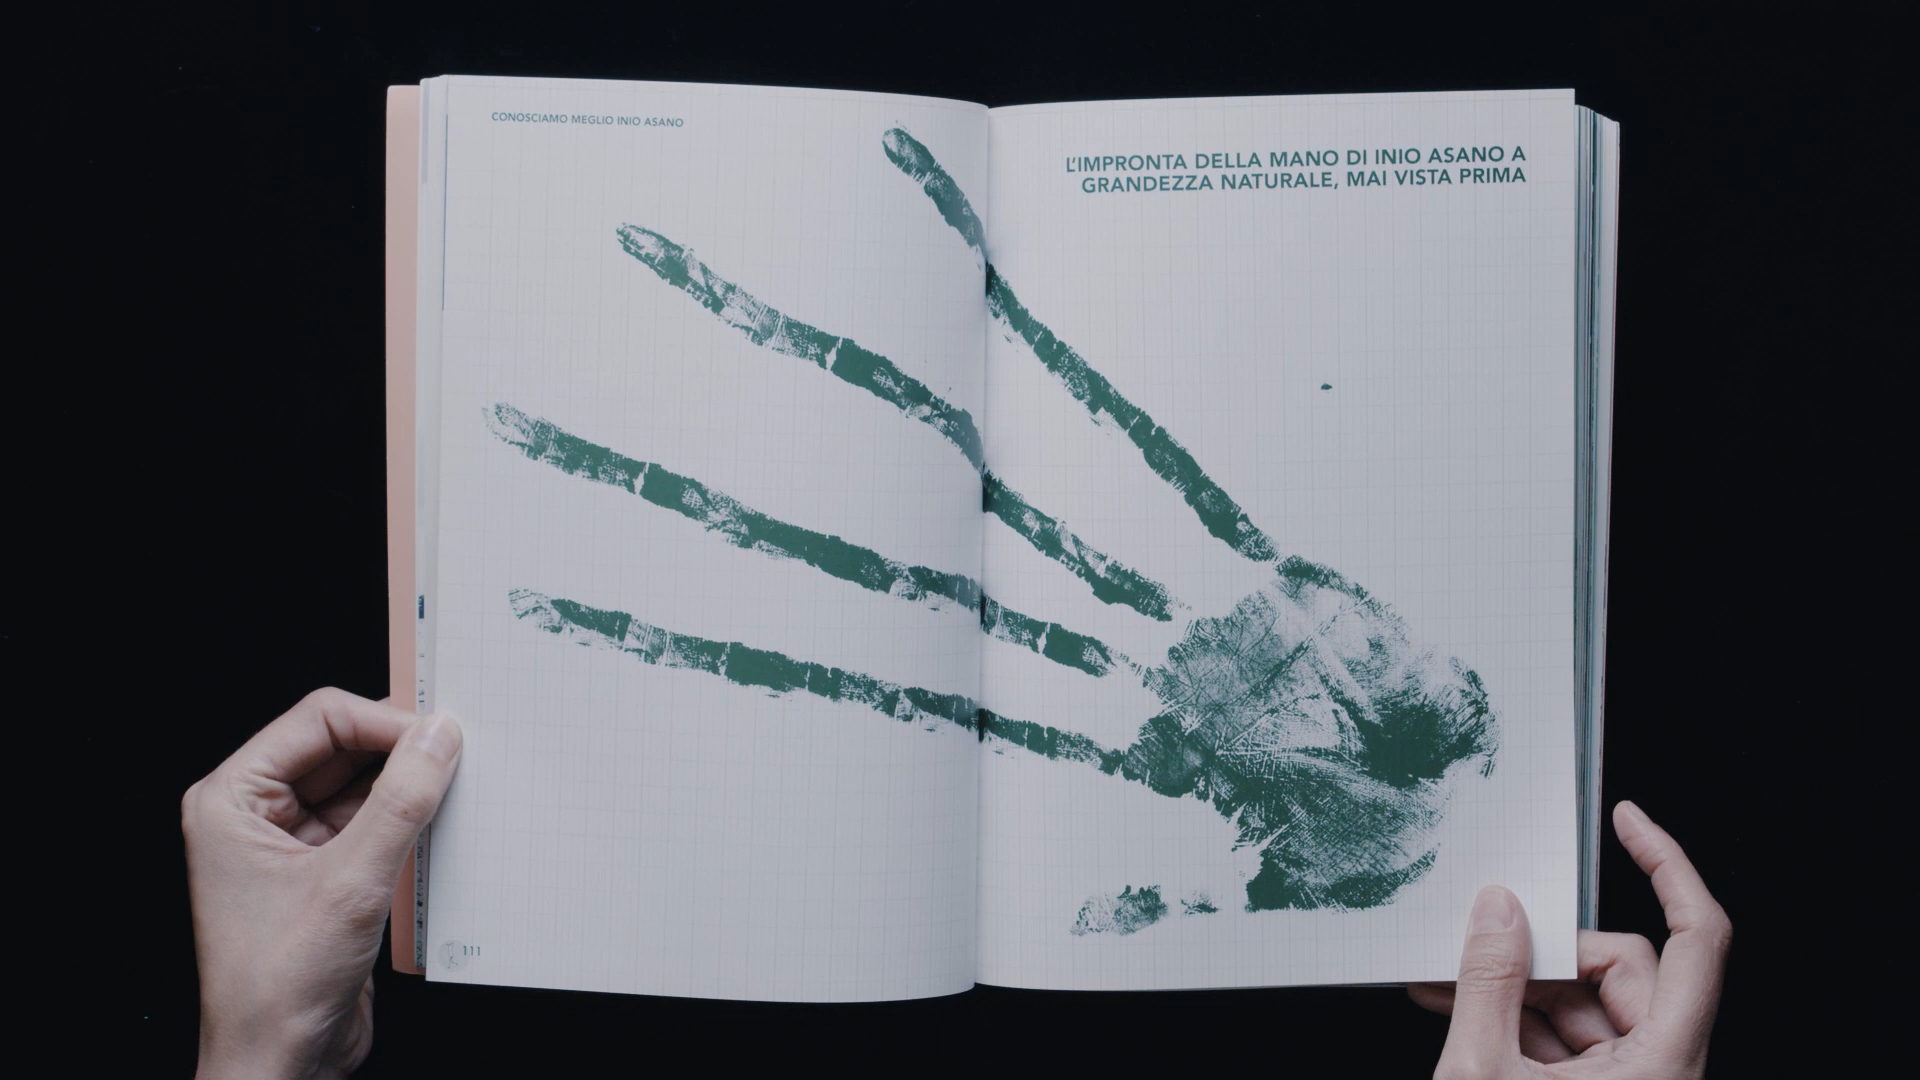 CONOSCIAMO MEGLIO INIO ASANO
L'IMPRONTA DELLA MANO DI INIO ASANO A
GRANDEZZA NATURALE, MAI VISTA PRIMA
111